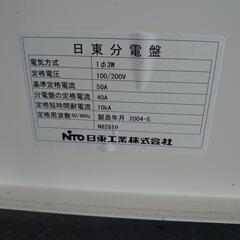 日東分電盤
電気方式 1φ3W
定格電圧 100/200V
基準定格電流 50A
分電盤の定格電流 40A
定格短時間耐電流 10kA
定格周波数50/60Hz 製造年月 2004-5
N82819
NITO 日東工業株式会社